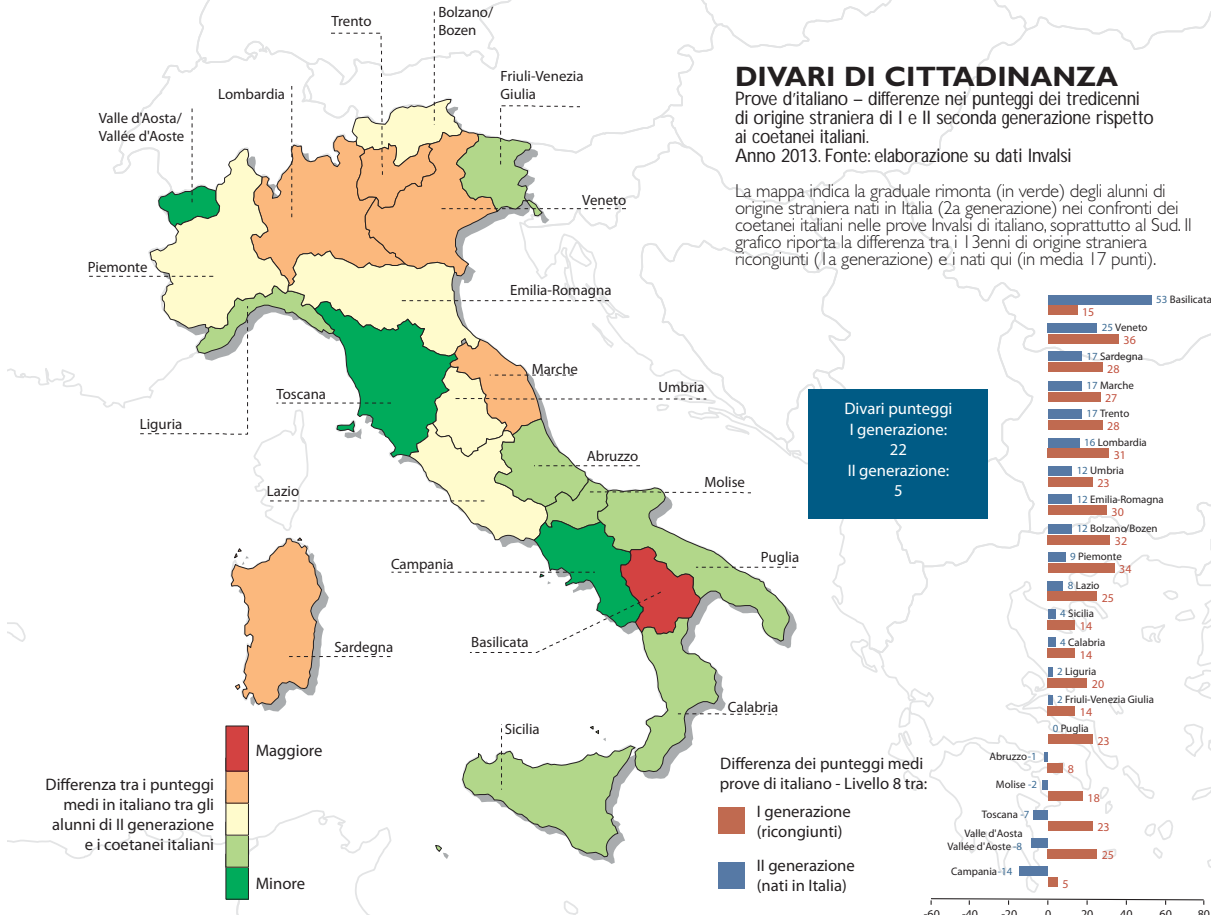 Trento
Bolzano/
Bozen
Friuli-Venezia
Giulia
Lombardia
Valle d'Aosta/
Vallée d'Aoste
Veneto
Piemonte
Emilia-Romagna
Marche
Umbria
Toscana
Liguria
Abruzzo
Molise
Lazio
Puglia
Campania
Basilicata
Sardegna
Calabria
Sicilia
DIVARI DI CITTADINANZA
Prove d'italiano – differenze nei punteggi dei tredicenni
di origine straniera di I e II seconda generazione rispetto
ai coetanei italiani.
Anno 2013. Fonte: elaborazione su dati Invalsi
La mappa indica la graduale rimonta (in verde) degli alunni di
origine straniera nati in Italia (2a generazione) nei confronti dei
coetanei italiani nelle prove Invalsi di italiano, soprattutto al Sud. Il
grafico riporta la differenza tra i 13enni di origine straniera
ricongiunti (1a generazione) e i nati qui (in media 17 punti).
Divari punteggi
I generazione:
22
II generazione:
5
53 Basilicata
15
25 Veneto
36
17 Sardegna
28
17 Marche
27
17 Trento
28
16 Lombardia
31
12 Umbria
23
12 Emilia-Romagna
30
12 Bolzano/Bozen
32
9 Piemonte
34
8 Lazio
25
4 Sicilia
14
4 Calabria
14
2 Liguria
20
2 Friuli-Venezia Giulia
14
0 Puglia
23
Abruzzo -1
8
Molise -2
18
Toscana -7
23
Valle d'Aosta
Vallée d'Aoste -8
25
Campania -14
5
-60 -40 -20 0 20 40 60 80
Differenza tra i punteggi
medi in italiano tra gli
alunni di II generazione
e i coetanei italiani
Maggiore
Minore
Differenza dei punteggi medi
prove di italiano - Livello 8 tra:
I generazione
(ricongiunti)
II generazione
(nati in Italia)